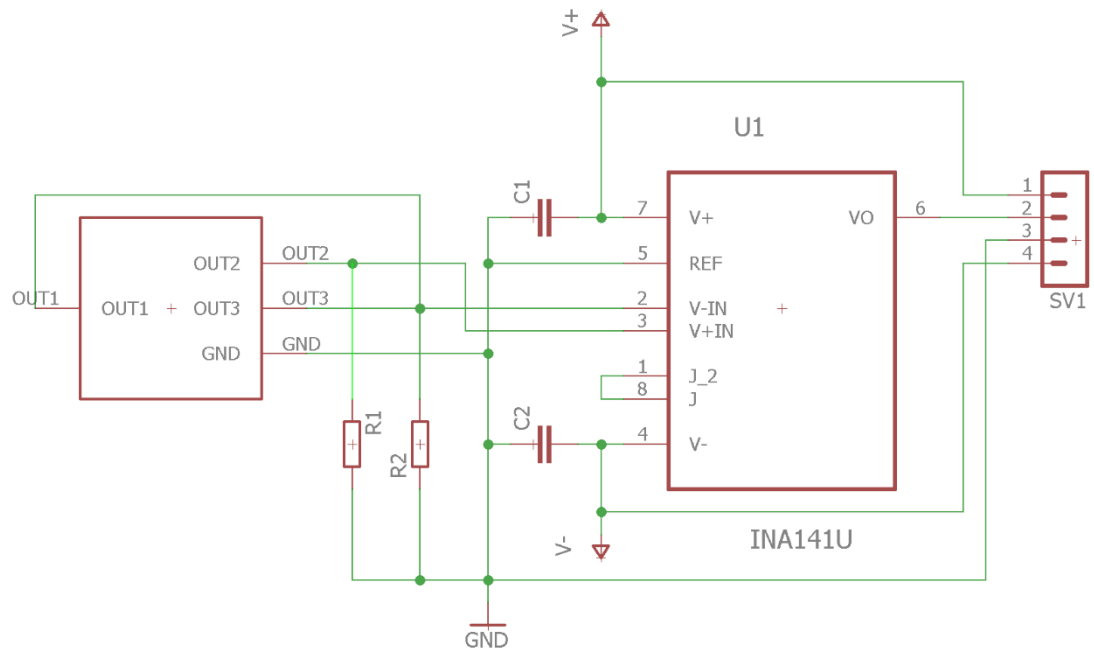 V+
U1
C1
1
7
V+
VO
6
2
3
OUT2
OUT2
5
REF
4
SV1
OUT1
OUT1
OUT3
OUT3
2
V-IN
3
V+IN
GND
GND
1
J_2
8
J
R1
C2
R2
4
V-
V-
INA141U
GND